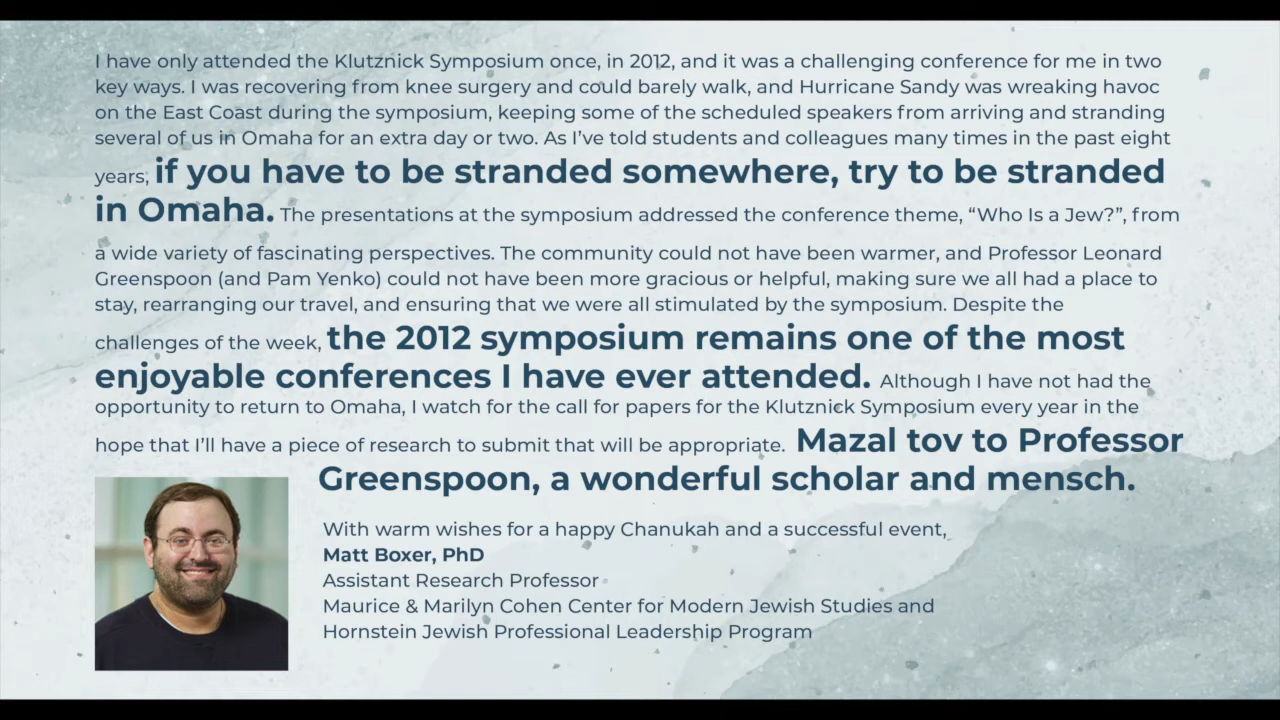 I have only attended the Klutznick Symposium once, in 2012, and it was a challenging conference for me in two
key ways. I was recovering from knee surgery and could barely walk, and Hurricane Sandy was wreaking havoc
on the East Coast during the symposium, keeping some of the scheduled speakers from arriving and stranding
several of us in Omaha for an extra day or two. As I've told students and colleagues many times in the past eight
years, if you have to be stranded somewhere, try to be stranded
in Omaha. The presentations at the symposium addressed the conference theme, “Who Is a Jew?”, from
a wide variety of fascinating perspectives. The community could not have been warmer, and Professor Leonard
Greenspoon (and Pam Yenko) could not have been more gracious or helpful, making sure we all had a place to
stay, rearranging our travel, and ensuring that we were all stimulated by the symposium. Despite the
challenges of the week, the 2012 symposium remains one of the most
enjoyable conferences I have ever attended. Although I have not had the
opportunity to return to Omaha, I watch for the call for papers for the Klutznick Symposium every year in the
hope that I'll have a piece of research to submit that will be appropriate. Mazal tov to Professor
Greenspoon, a wonderful scholar and mensch.
With warm wishes for a happy Chanukah and a successful event,
Matt Boxer, PhD
Assistant Research Professor
Maurice & Marilyn Cohen Center for Modern Jewish Studies and
Hornstein Jewish Professional Leadership Program